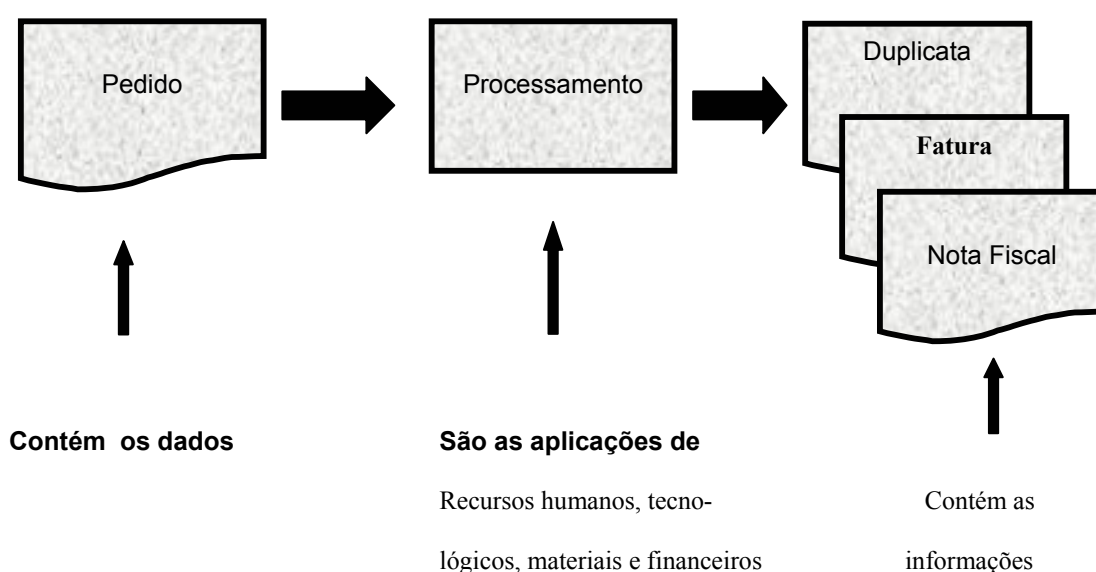 Pedido
Processamento
Duplicata
Fatura
Nota Fiscal
Contém os dados
São as aplicações de
Recursos humanos, tecno-
lógicos, materiais e financeiros
Contém as
informações